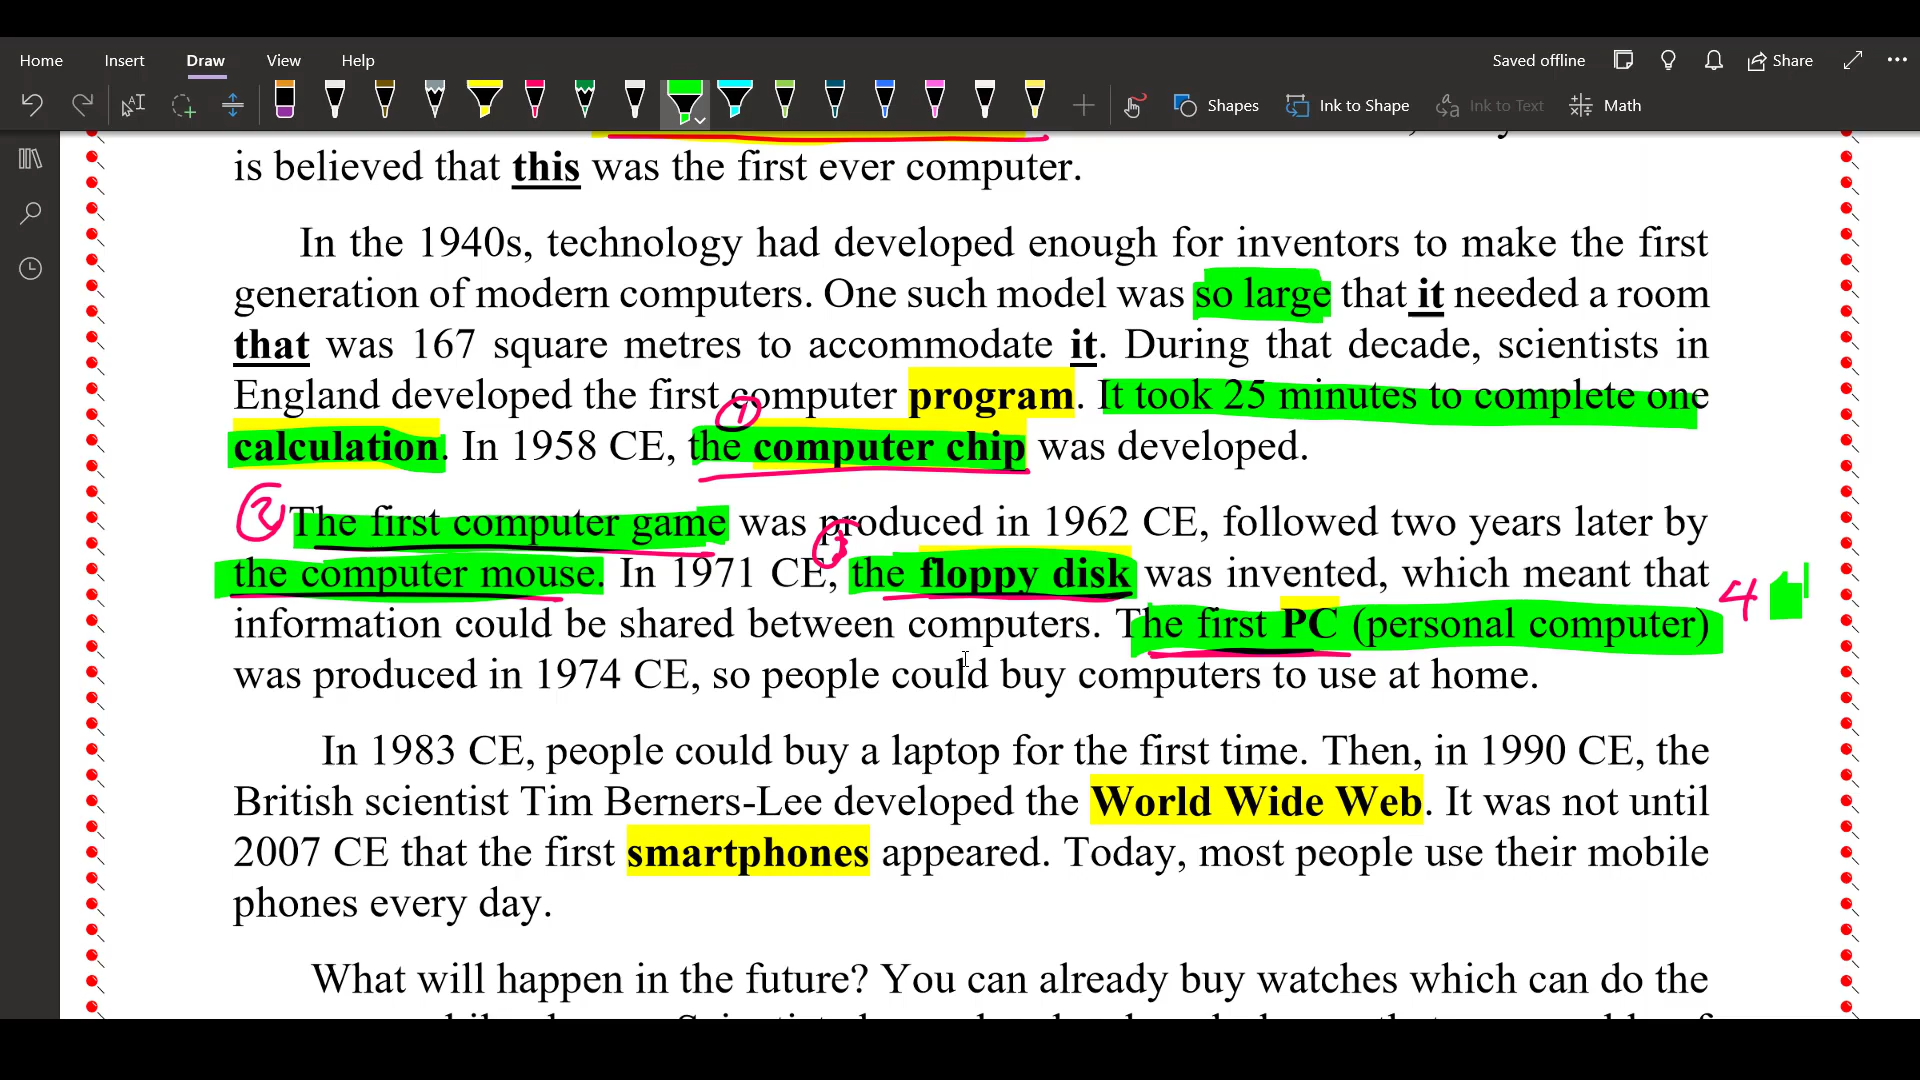 Home Insert Draw View Help Saved offline Share
Shapes Ink to Shape Ink to Text Math
is believed that this was the first ever computer.
In the 1940s, technology had developed enough for inventors to make the first
generation of modern computers. One such model was so large that it needed a room
that was 167 square metres to accommodate it. During that decade, scientists in
England developed the first computer program. It took 25 minutes to complete one
1
calculation. In 1958 CE, the computer chip was developed.
2 The first computer game was produced in 1962 CE, followed two years later by
3
the computer mouse. In 1971 CE, the floppy disk was invented, which meant that
4
information could be shared between computers. The first PC (personal computer)
was produced in 1974 CE, so people could buy computers to use at home.
In 1983 CE, people could buy a laptop for the first time. Then, in 1990 CE, the
British scientist Tim Berners-Lee developed the World Wide Web. It was not until
2007 CE that the first smartphones appeared. Today, most people use their mobile
phones every day.
What will happen in the future? You can already buy watches which can do the